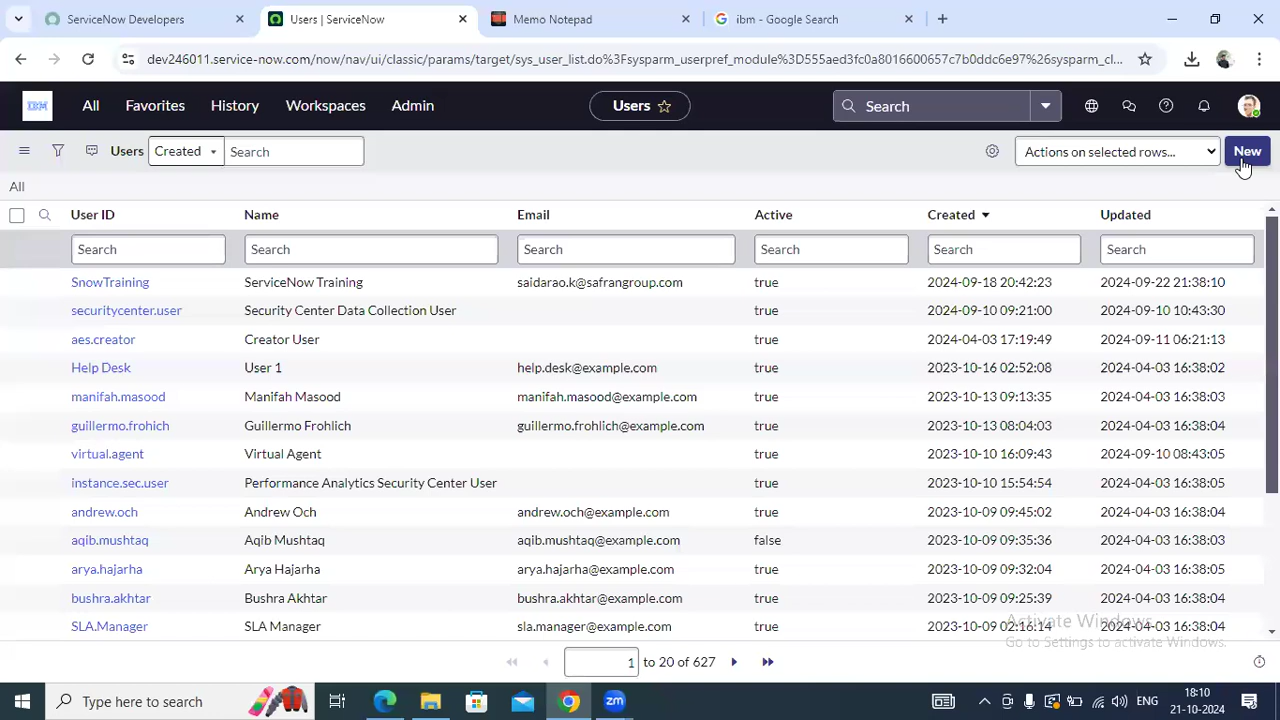 ServiceNow Developers
Users | ServiceNow
Memo Notepad
ibm - Google Search
dev246011.service-now.com/now/nav/ui/classic/params/target/sys_user_list.do%3Fsysparm_userpref_module%3D555aed3fc0a8016600657c7b0ddc6e97%26sysparm_cl...
IBM All Favorites History Workspaces Admin
Users
Search
Users Created Search
Actions on selected rows...
New
All
User ID Name Email Active Created Updated
Search Search Search Search Search Search
SnowTraining ServiceNow Training saidarao.k@safrangroup.com true 2024-09-18 20:42:23 2024-09-22 21:38:10
securitycenter.user Security Center Data Collection User true 2024-09-10 09:21:00 2024-09-10 10:43:30
aes.creator Creator User true 2024-04-03 17:19:49 2024-09-11 06:21:13
Help Desk User 1 help.desk@example.com true 2023-10-16 02:52:08 2024-04-03 16:38:02
manifah.masood Manifah Masood manifah.masood@example.com true 2023-10-13 09:13:35 2024-04-03 16:38:03
guillermo.frohich Guillermo Frohlich guillermo.frohlich@example.com true 2023-10-13 08:04:03 2024-04-03 16:38:04
virtual.agent Virtual Agent true 2023-10-10 16:09:43 2024-09-10 08:43:05
instance.sec.user Performance Analytics Security Center User true 2023-10-10 15:54:54 2024-04-03 16:38:05
andrew.och Andrew Och andrew.och@example.com true 2023-10-09 09:45:02 2024-04-03 16:38:04
aqib.mushtaq Aqib Mushtaq aqib.mushtaq@example.com false 2023-10-09 09:35:36 2024-04-03 16:38:03
arya.hajarha Arya Hajarha arya.hajarha@example.com true 2023-10-09 09:32:04 2024-04-03 16:38:05
bushra.akhtar Bushra Akhtar bushra.akhtar@example.com true 2023-10-09 09:25:39 2024-04-03 16:38:04
SLA.Manager SLA Manager sla.manager@example.com true 2023-10-09 02:16:14 2024-04-03 16:38:04
Activate Windows
Go to Settings to activate Windows.
1 to 20 of 627
Type here to search
zm
ENG
18:10
21-10-2024